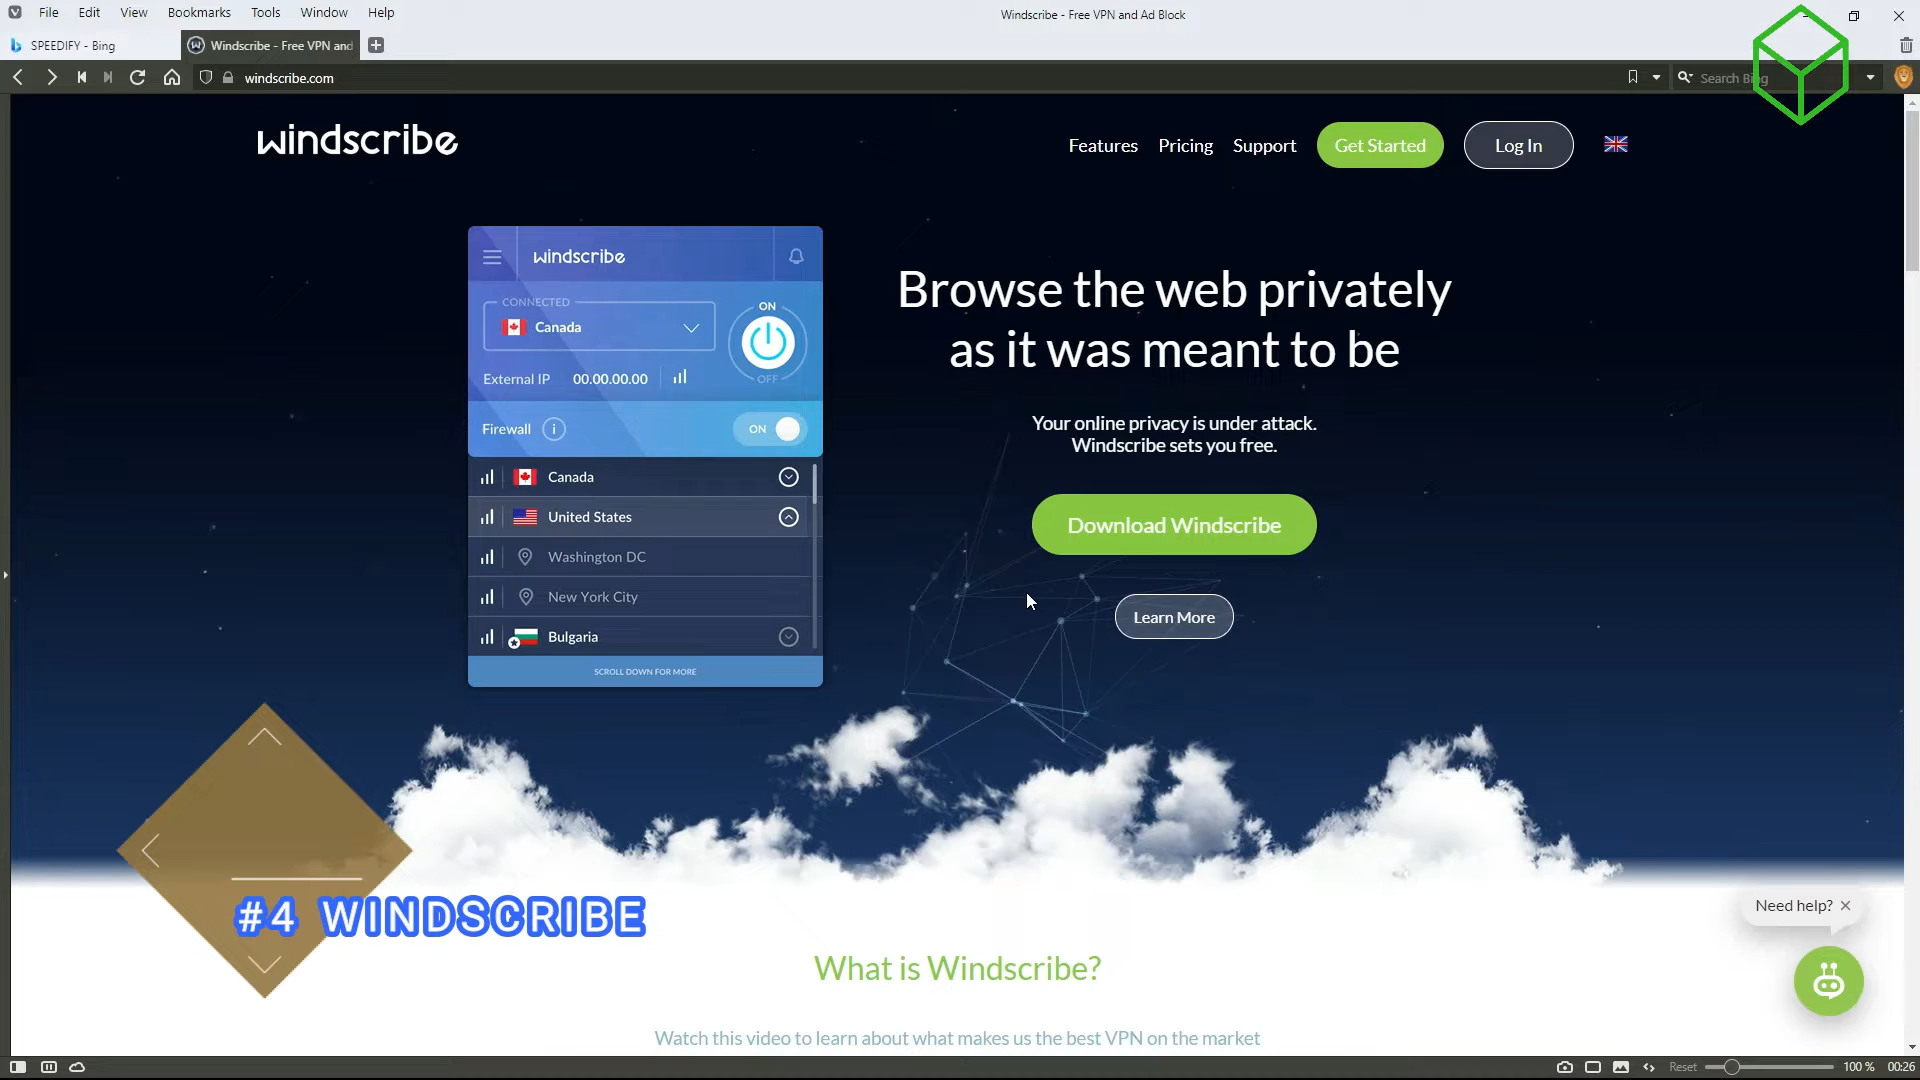 File Edit View Bookmarks Tools Window Help
Windscribe - Free VPN and Ad Block
SPEEDIFY - Bing
Windscribe - Free VPN and
windscribe.com
Search Bing
windscribe
Features Pricing Support Get Started Log In
windscribe
CONNECTED
Canada
ON
OFF
External IP 00.00.00.00
Firewall i ON
Canada
United States
Washington DC
New York City
Bulgaria
SCROLL DOWN FOR MORE
Browse the web privately
as it was meant to be
Your online privacy is under attack.
Windscribe sets you free.
Download Windscribe
Learn More
#4 WINDSCRIBE
Need help?
What is Windscribe?
Watch this video to learn about what makes us the best VPN on the market
Reset 100 % 00:26